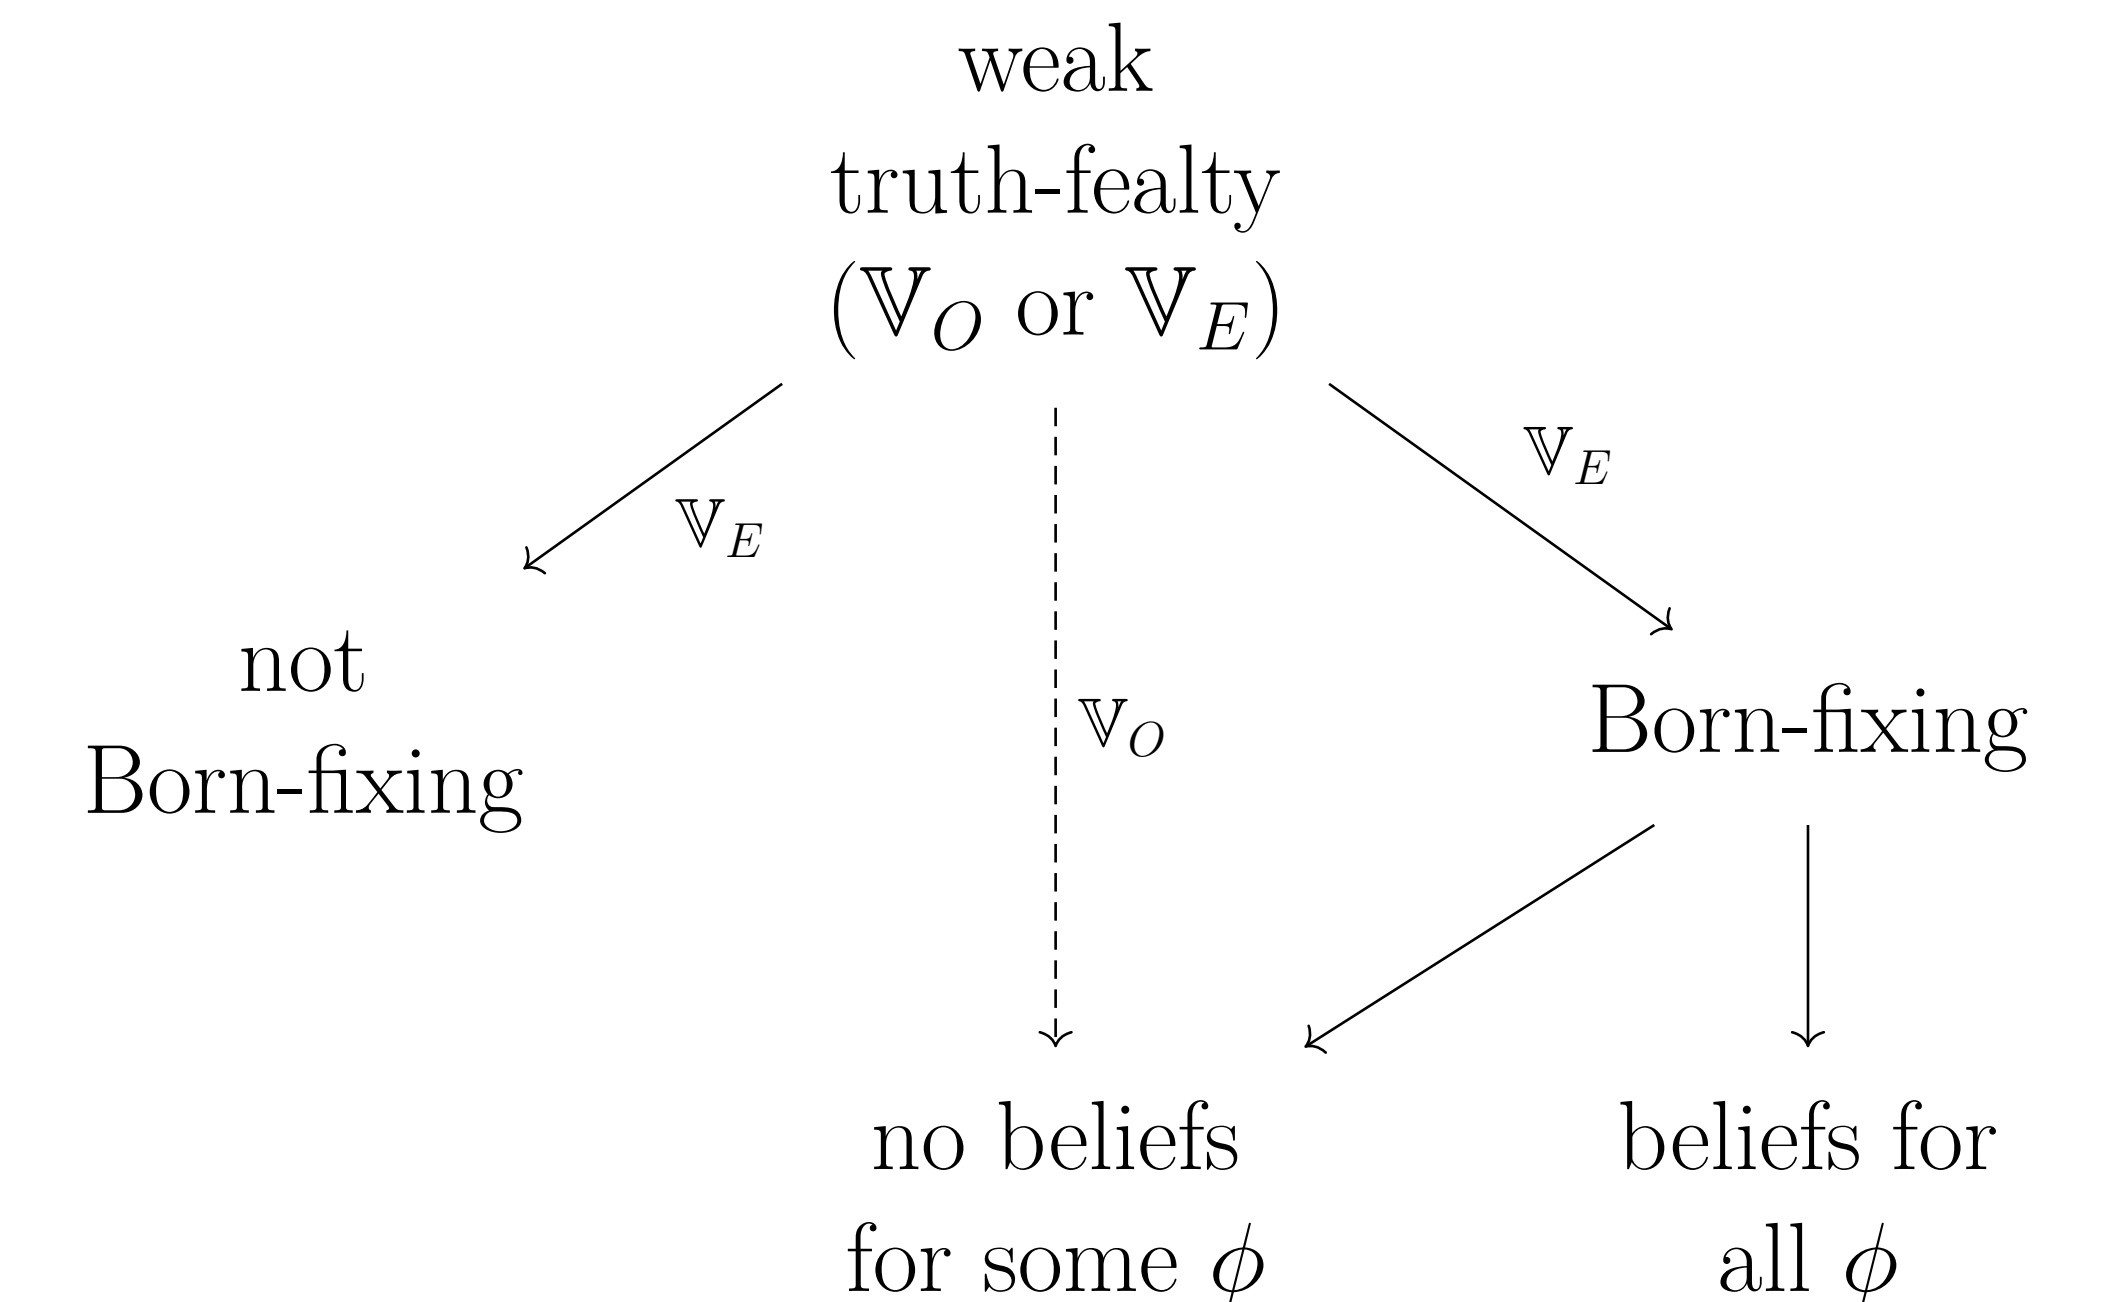 weak
truth-fealty
(𝕍_O or 𝕍_E)
𝕍_E
𝕍_E
not
Born-fixing
𝕍_O
Born-fixing
no beliefs
for some ϕ
beliefs for
all ϕ